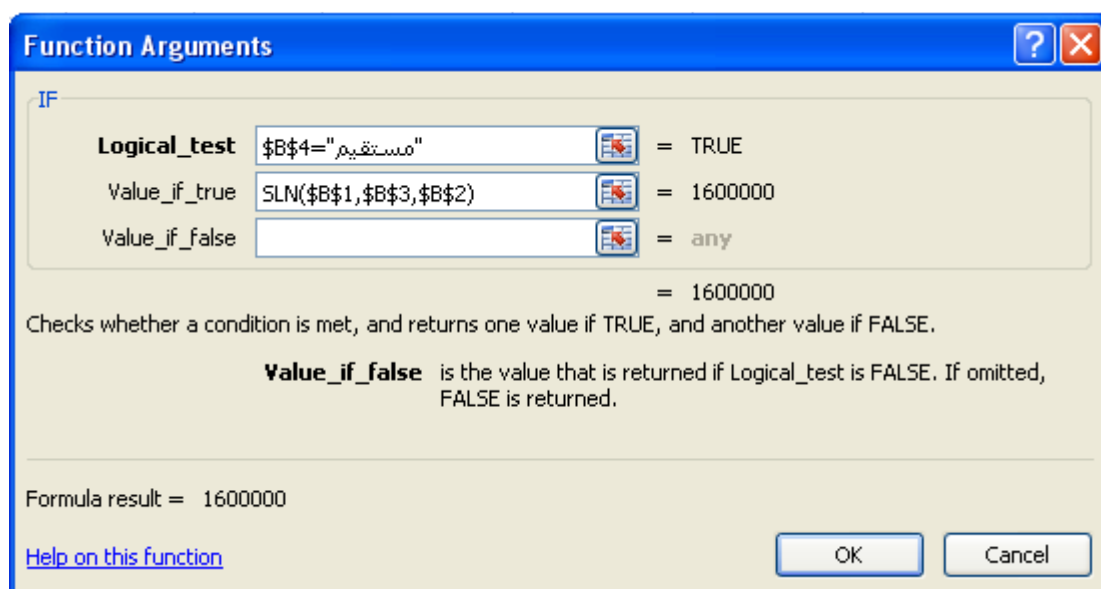 Function Arguments
IF
Logical_test $B$4="مستقیم" = TRUE
Value_if_true SLN($B$1,$B$3,$B$2) = 1600000
Value_if_false = any
= 1600000
Checks whether a condition is met, and returns one value if TRUE, and another value if FALSE.
Value_if_false is the value that is returned if Logical_test is FALSE. If omitted,
FALSE is returned.
Formula result = 1600000
Help on this function OK Cancel